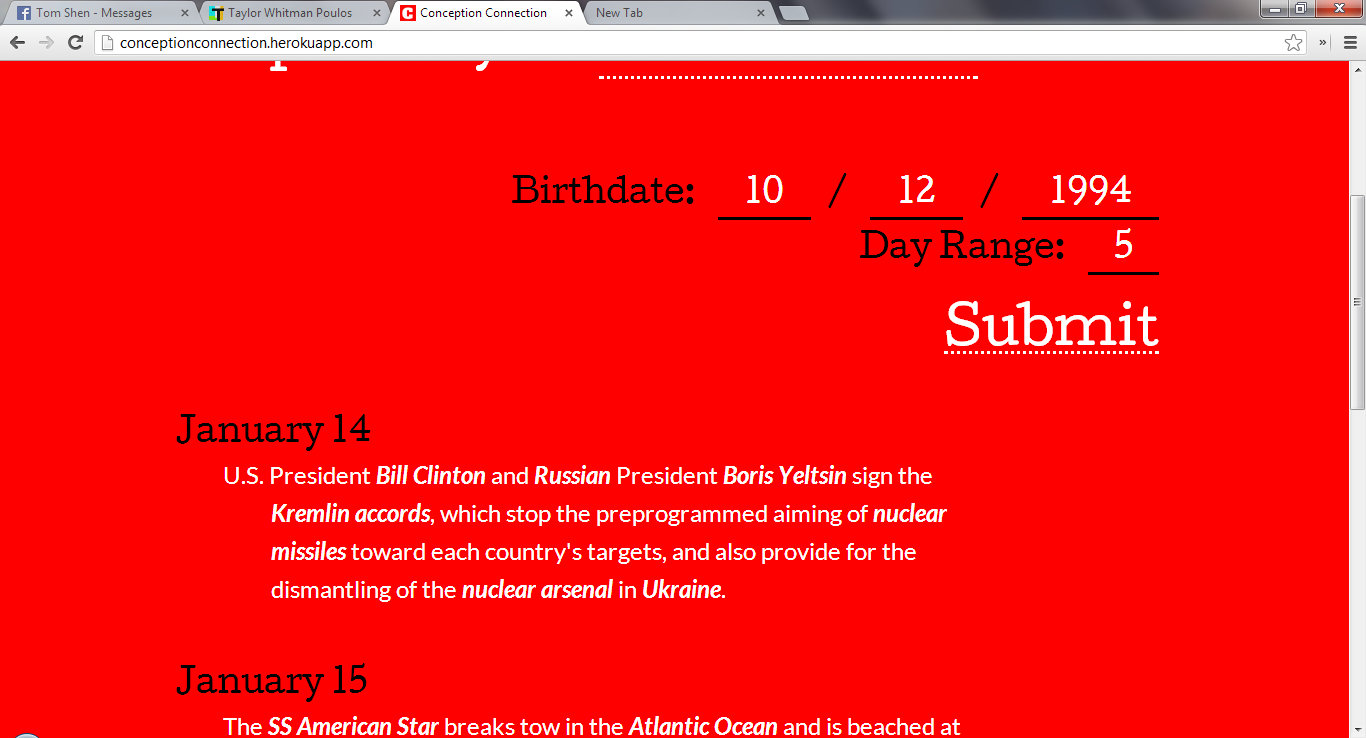 Tom Shen - Messages
Taylor Whitman Poulos
Conception Connection
New Tab
conceptionconnection.herokuapp.com
Birthdate: 10 / 12 / 1994
Day Range: 5
Submit
January 14
U.S. President Bill Clinton and Russian President Boris Yeltsin sign the
Kremlin accords, which stop the preprogrammed aiming of nuclear
missiles toward each country's targets, and also provide for the
dismantling of the nuclear arsenal in Ukraine.
January 15
The SS American Star breaks tow in the Atlantic Ocean and is beached at